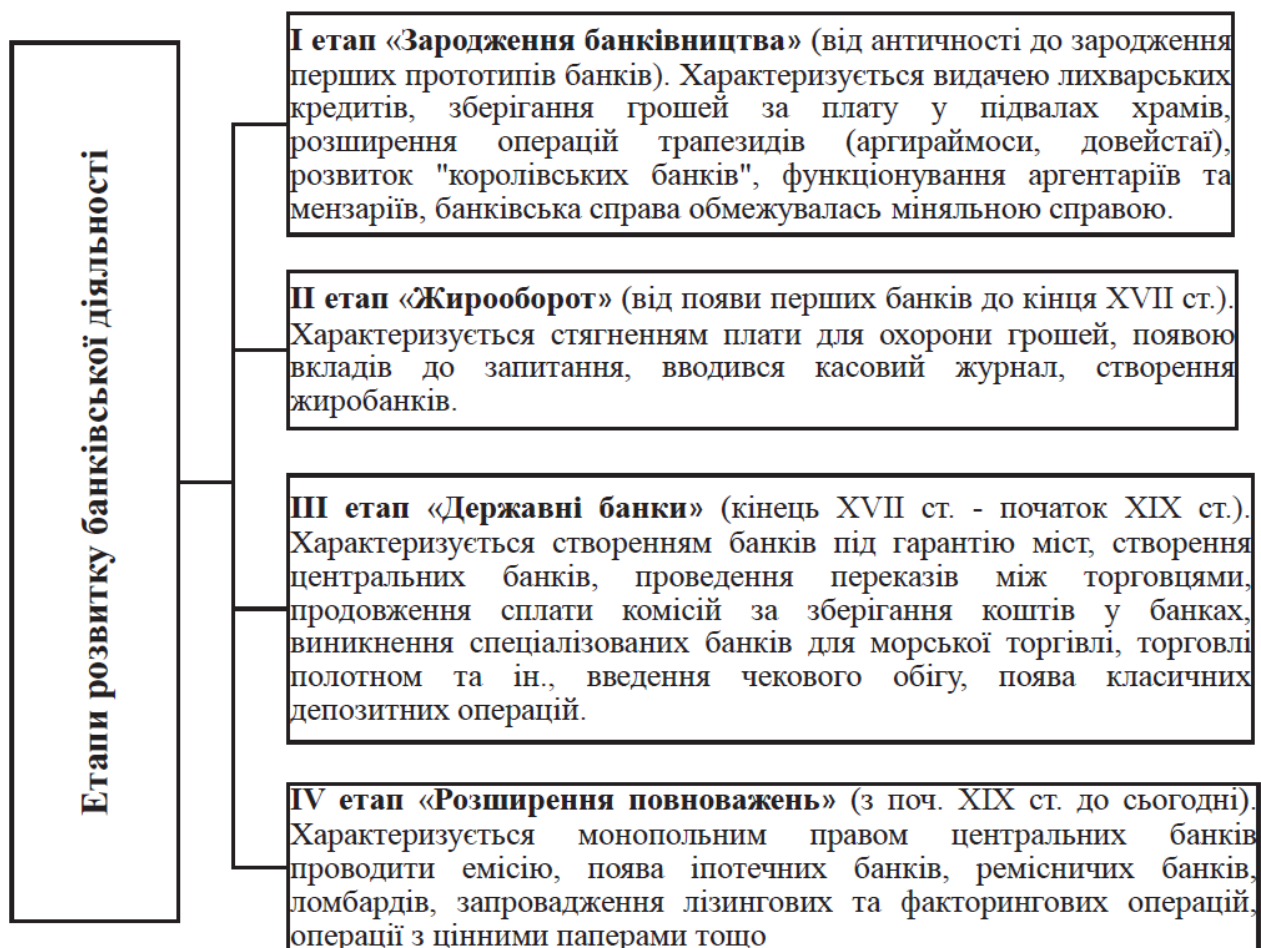 Етапи розвитку банківської діяльності
І етап «Зародження банківництва» (від античності до зародження
перших прототипів банків). Характеризується видачею лихварських
кредитів, зберігання грошей за плату у підвалах храмів,
розширення операцій трапезидів (аргираймоси, довейстаї),
розвиток "королівських банків", функціонування аргентаріїв та
мензаріїв, банківська справа обмежувалась міняльною справою.
ІІ етап «Жирооборот» (від появи перших банків до кінця XVII ст.).
Характеризується стягненням плати для охорони грошей, появою
вкладів до запитання, вводився касовий журнал, створення
жиробанків.
ІІІ етап «Державні банки» (кінець XVII ст. - початок XIX ст.).
Характеризується створенням банків під гарантію міст, створення
центральних банків, проведення переказів між торговцями,
продовження сплати комісій за зберігання коштів у банках,
виникнення спеціалізованих банків для морської торгівлі, торговлі
полотном та ін., введення чекового обігу, поява класичних
депозитних операцій.
IV етап «Розширення повноважень» (з поч. XIX ст. до сьогодні).
Характеризується монопольним правом центральних банків
проводити емісію, поява іпотечних банків, ремісничих банків,
ломбардів, запровадження лізингових та факторингових операцій,
операції з цінними паперами тощо